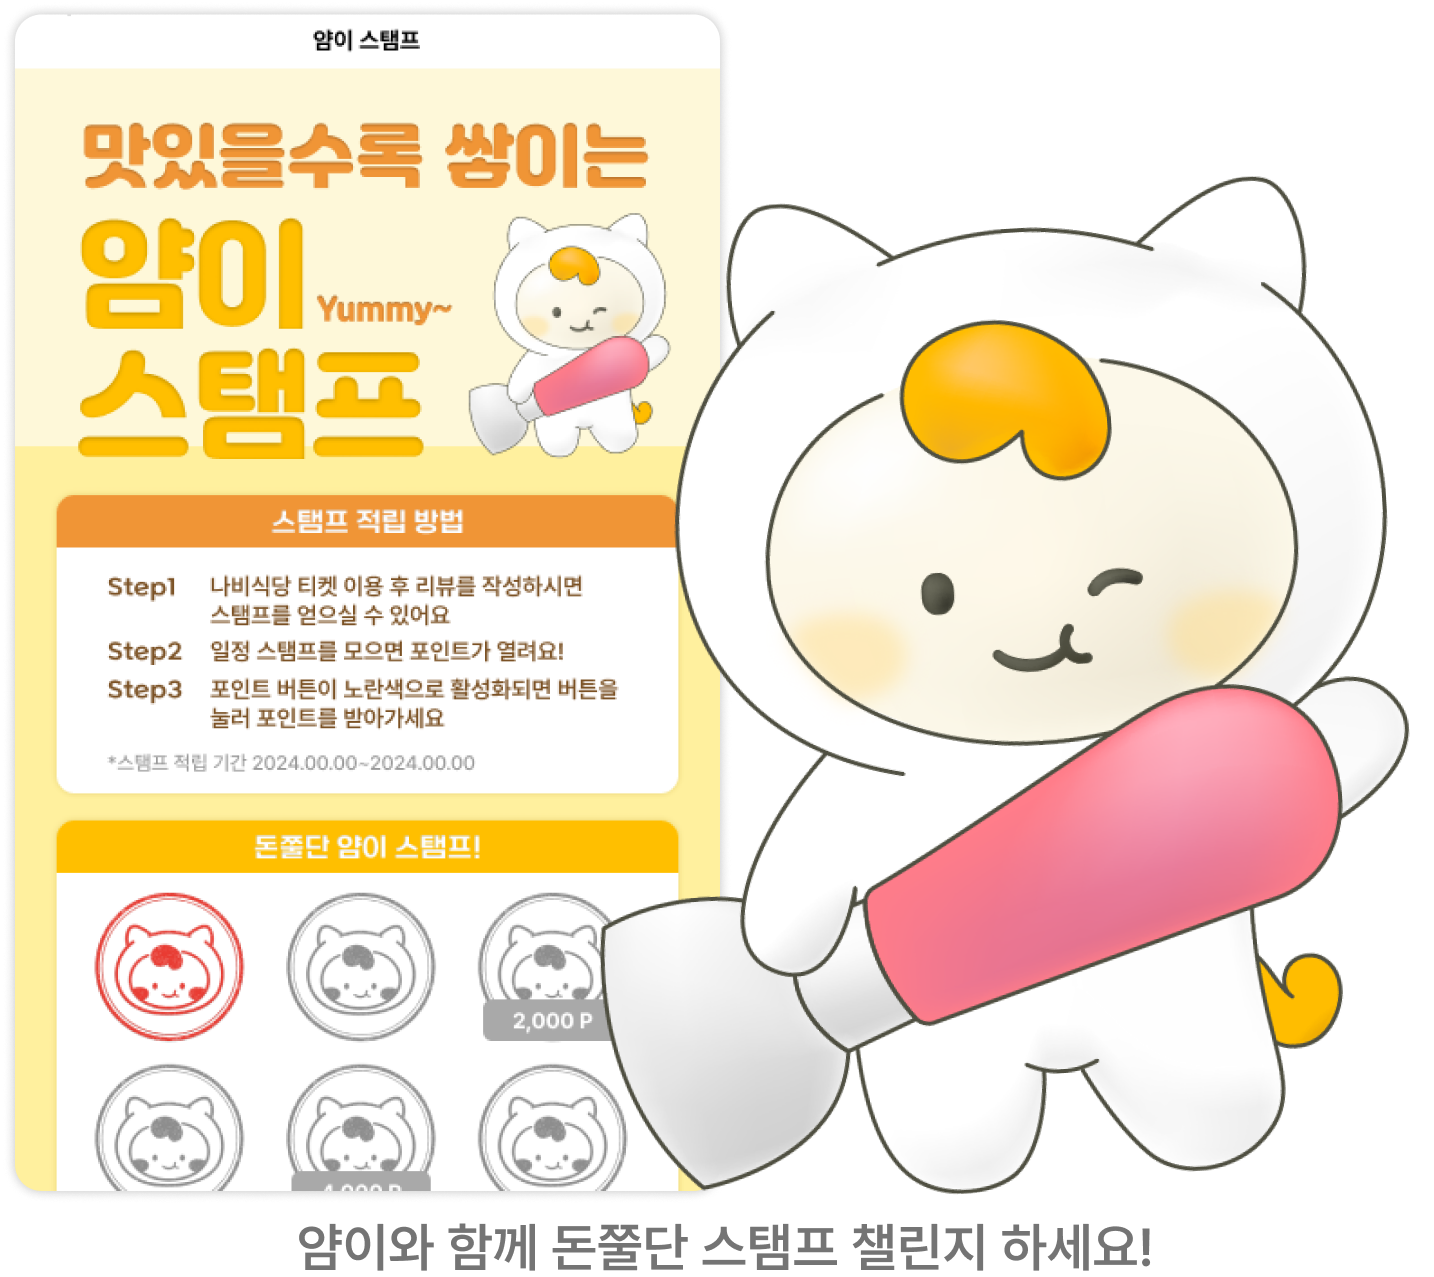 얌이 스탬프
맛있을수록 쌓이는
얌이
Yummy~
스탬프
스탬프 적립 방법
Step1 나비식당 티켓 이용 후 리뷰를 작성하시면
스탬프를 얻으실 수 있어요
Step2 일정 스탬프를 모으면 포인트가 열려요!
Step3 포인트 버튼이 노란색으로 활성화되면 버튼을
눌러 포인트를 받아가세요
*스탬프 적립 기간 2024.00.00~2024.00.00
돈쭐단 얌이 스탬프!
2,000 P
4,000 P
얌이와 함께 돈쭐단 스탬프 챌린지 하세요!